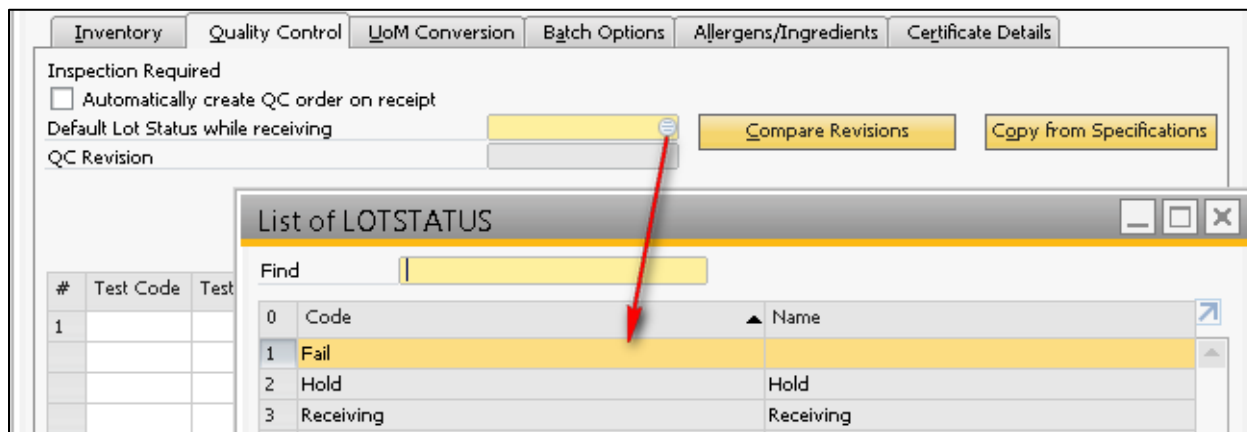 Inventory Quality Control UoM Conversion Batch Options Allergens/Ingredients Certificate Details
Inspection Required
Automatically create QC order on receipt
Default Lot Status while receiving Compare Revisions Copy from Specifications
QC Revision
List of LOTSTATUS
Find
# Test Code Test
0 Code Name
1
1 Fail
2 Hold Hold
3 Receiving Receiving